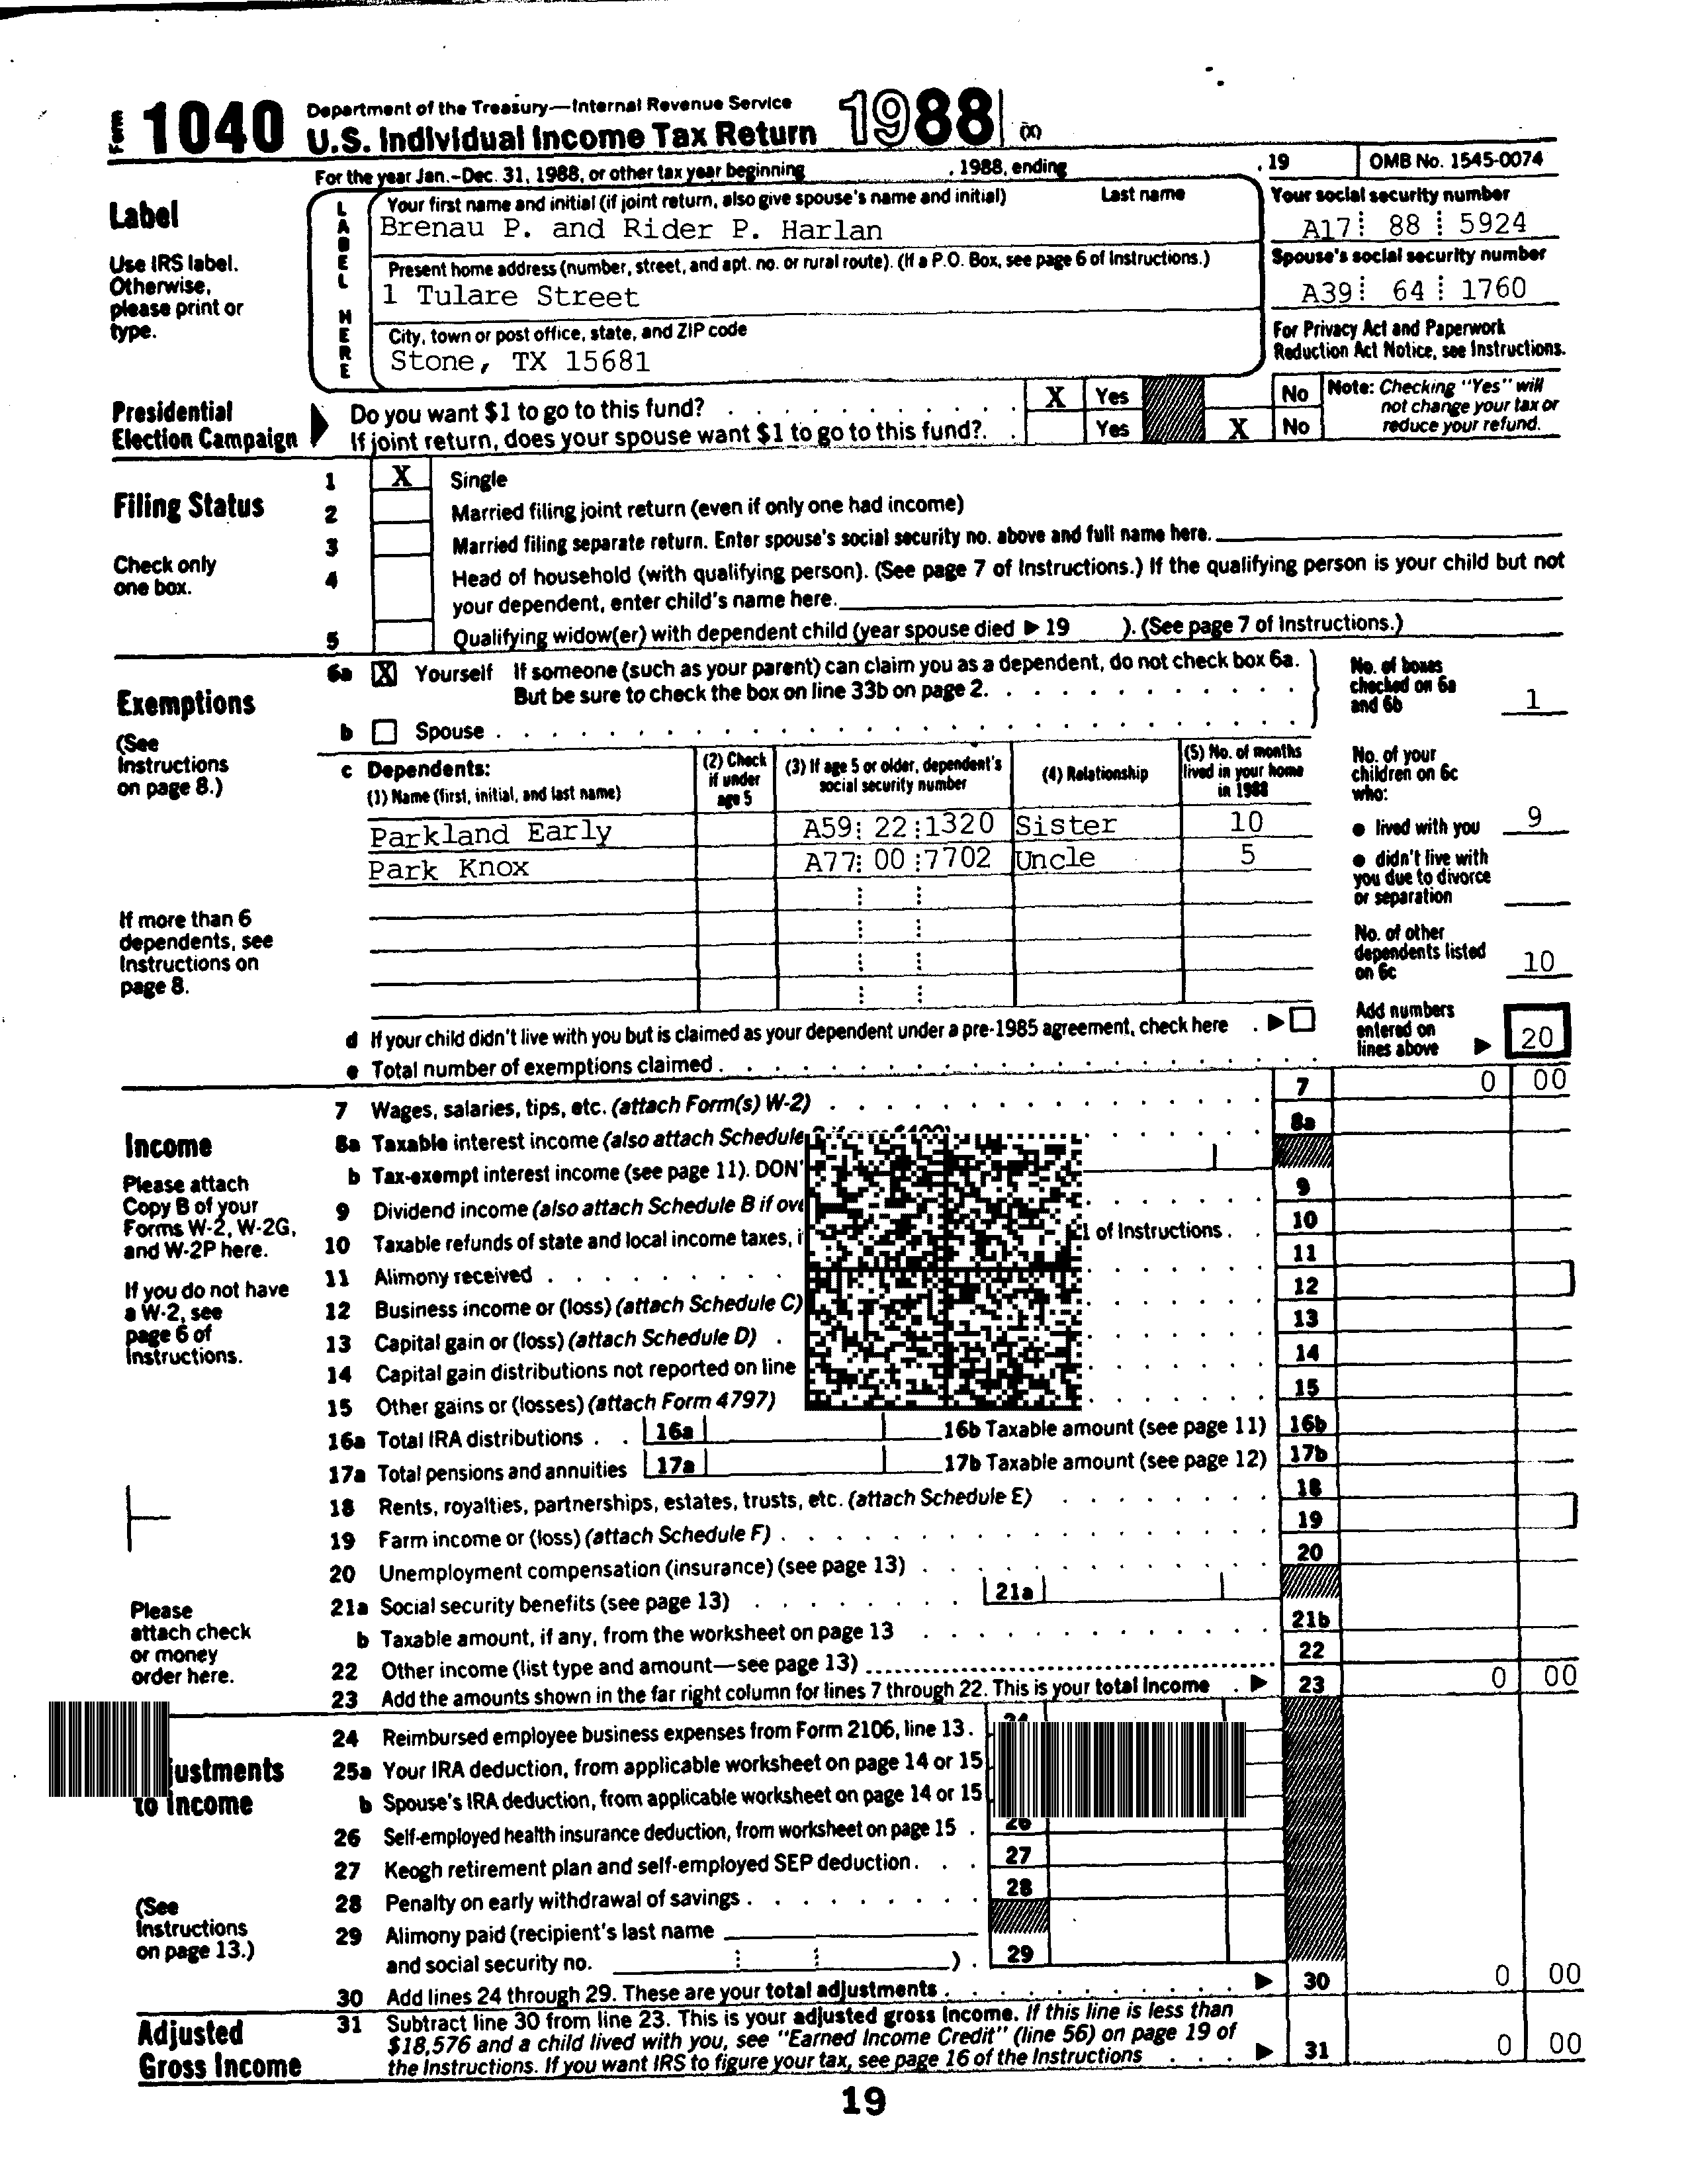 Form 1040 Department of the Treasury—Internal Revenue Service
U.S. Individual Income Tax Return 1988 (X)
For the year Jan.-Dec. 31, 1988, or other tax year beginning , 1988, ending , 19 OMB No. 1545-0074
Label
Use IRS label. Otherwise, please print or type.
LABEL HERE
Your first name and initial (if joint return, also give spouse's name and initial) Last name
Brenau P. and Rider P. Harlan
Your social security number
A17 88 5924
Present home address (number, street, and apt. no. or rural route). (If a P.O. Box, see page 6 of Instructions.)
1 Tulare Street
Spouse's social security number
A39 64 1760
City, town or post office, state, and ZIP code
Stone, TX 15681
For Privacy Act and Paperwork Reduction Act Notice, see Instructions.
Presidential Election Campaign
Do you want $1 to go to this fund? X Yes No
If joint return, does your spouse want $1 to go to this fund? Yes X No
Note: Checking "Yes" will not change your tax or reduce your refund.
Filing Status
Check only one box.
1 X Single
2 Married filing joint return (even if only one had income)
3 Married filing separate return. Enter spouse's social security no. above and full name here.
4 Head of household (with qualifying person). (See page 7 of Instructions.) If the qualifying person is your child but not
your dependent, enter child's name here.
5 Qualifying widow(er) with dependent child (year spouse died ▶ 19 ). (See page 7 of Instructions.)
Exemptions
(See Instructions on page 8.)
6a X Yourself If someone (such as your parent) can claim you as a dependent, do not check box 6a.
But be sure to check the box on line 33b on page 2.
b Spouse
No. of boxes checked on 6a and 6b 1
c Dependents:
(1) Name (first, initial, and last name) (2) Check if under age 5 (3) If age 5 or older, dependent's social security number (4) Relationship (5) No. of months lived in your home in 1988
Parkland Early A59 22 1320 Sister 10
Park Knox A77 00 7702 Uncle 5
No. of your children on 6c who:
● lived with you 9
● didn't live with you due to divorce or separation
No. of other dependents listed on 6c 10
If more than 6 dependents, see Instructions on page 8.
d If your child didn't live with you but is claimed as your dependent under a pre-1985 agreement, check here ▶
e Total number of exemptions claimed
Add numbers entered on lines above ▶ 20
Income
Please attach Copy B of your Forms W-2, W-2G, and W-2P here.
If you do not have a W-2, see page 6 of Instructions.
Please attach check or money order here.
7 Wages, salaries, tips, etc. (attach Form(s) W-2) 7 0 00
8a Taxable interest income (also attach Schedule 8a
b Tax-exempt interest income (see page 11). DON'
9 Dividend income (also attach Schedule B if ove 9
10 Taxable refunds of state and local income taxes, i of Instructions. 10
11 Alimony received 11
12 Business income or (loss) (attach Schedule C) 12
13 Capital gain or (loss) (attach Schedule D) 13
14 Capital gain distributions not reported on line 14
15 Other gains or (losses) (attach Form 4797) 15
16a Total IRA distributions 16a 16b Taxable amount (see page 11) 16b
17a Total pensions and annuities 17a 17b Taxable amount (see page 12) 17b
18 Rents, royalties, partnerships, estates, trusts, etc. (attach Schedule E) 18
19 Farm income or (loss) (attach Schedule F) 19
20 Unemployment compensation (insurance) (see page 13) 20
21a Social security benefits (see page 13) 21a
b Taxable amount, if any, from the worksheet on page 13 21b
22 Other income (list type and amount—see page 13) 22
23 Add the amounts shown in the far right column for lines 7 through 22. This is your total income ▶ 23 0 00
ustments to Income
(See Instructions on page 13.)
24 Reimbursed employee business expenses from Form 2106, line 13. 24
25a Your IRA deduction, from applicable worksheet on page 14 or 15
b Spouse's IRA deduction, from applicable worksheet on page 14 or 15
26 Self-employed health insurance deduction, from worksheet on page 15 26
27 Keogh retirement plan and self-employed SEP deduction 27
28 Penalty on early withdrawal of savings 28
29 Alimony paid (recipient's last name
and social security no. ) 29
30 Add lines 24 through 29. These are your total adjustments ▶ 30 0 00
Adjusted Gross Income
31 Subtract line 30 from line 23. This is your adjusted gross income. If this line is less than
$18,576 and a child lived with you, see "Earned Income Credit" (line 56) on page 19 of
the Instructions. If you want IRS to figure your tax, see page 16 of the Instructions ▶ 31 0 00
19